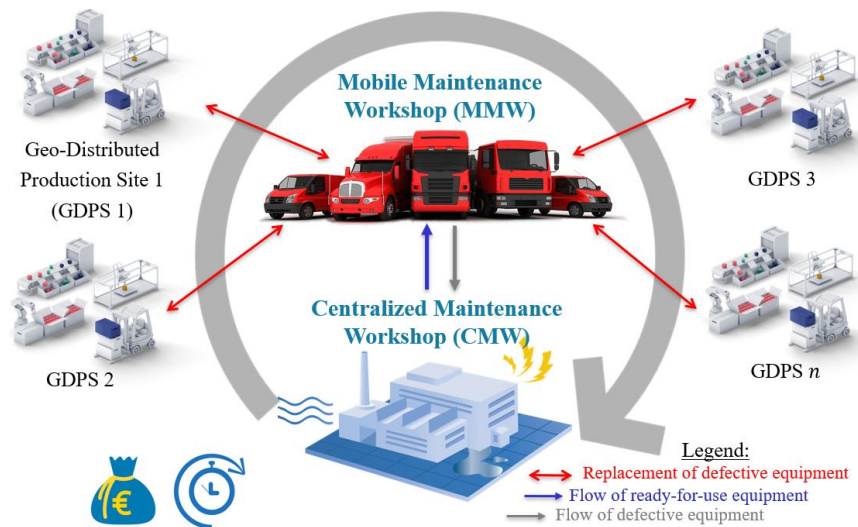 Mobile Maintenance
Workshop (MMW)
Geo-Distributed
Production Site 1
(GDPS 1)
GDPS 3
Centralized Maintenance
Workshop (CMW)
GDPS 2
GDPS n
Legend:
Replacement of defective equipment
Flow of ready-for-use equipment
Flow of defective equipment
€